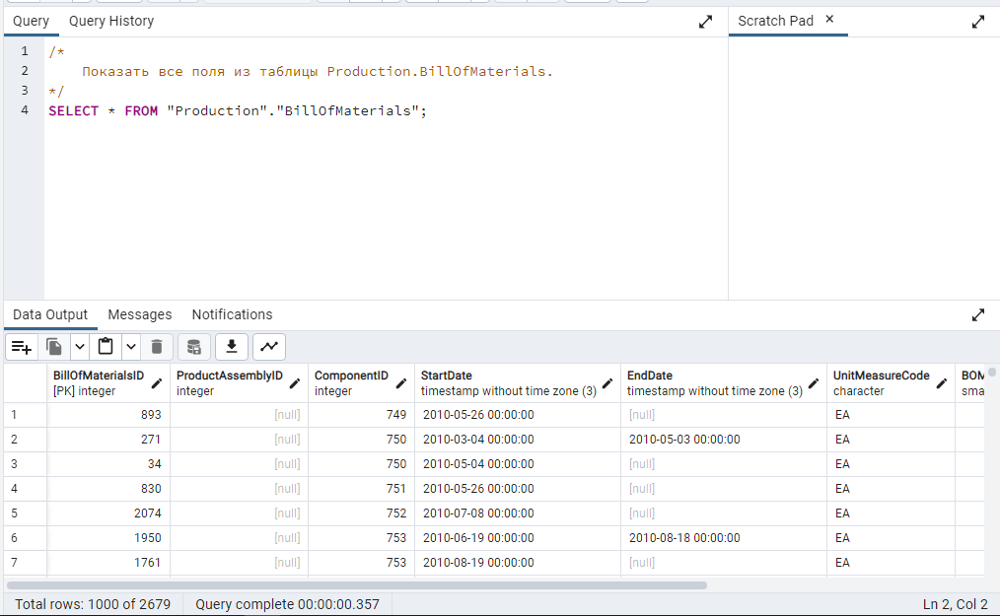 Query Query History Scratch Pad ×
1 /*
2 Показать все поля из таблицы Production.BillOfMaterials.
3 */
4 SELECT * FROM "Production"."BillOfMaterials";
Data Output Messages Notifications
BillOfMaterialsID ProductAssemblyID ComponentID StartDate EndDate UnitMeasureCode BOM
[PK] integer integer integer timestamp without time zone (3) timestamp without time zone (3) character sma
1 893 [null] 749 2010-05-26 00:00:00 [null] EA
2 271 [null] 750 2010-03-04 00:00:00 2010-05-03 00:00:00 EA
3 34 [null] 750 2010-05-04 00:00:00 [null] EA
4 830 [null] 751 2010-05-26 00:00:00 [null] EA
5 2074 [null] 752 2010-07-08 00:00:00 [null] EA
6 1950 [null] 753 2010-06-19 00:00:00 2010-08-18 00:00:00 EA
7 1761 [null] 753 2010-08-19 00:00:00 [null] EA
Total rows: 1000 of 2679 Query complete 00:00:00.357 Ln 2, Col 2